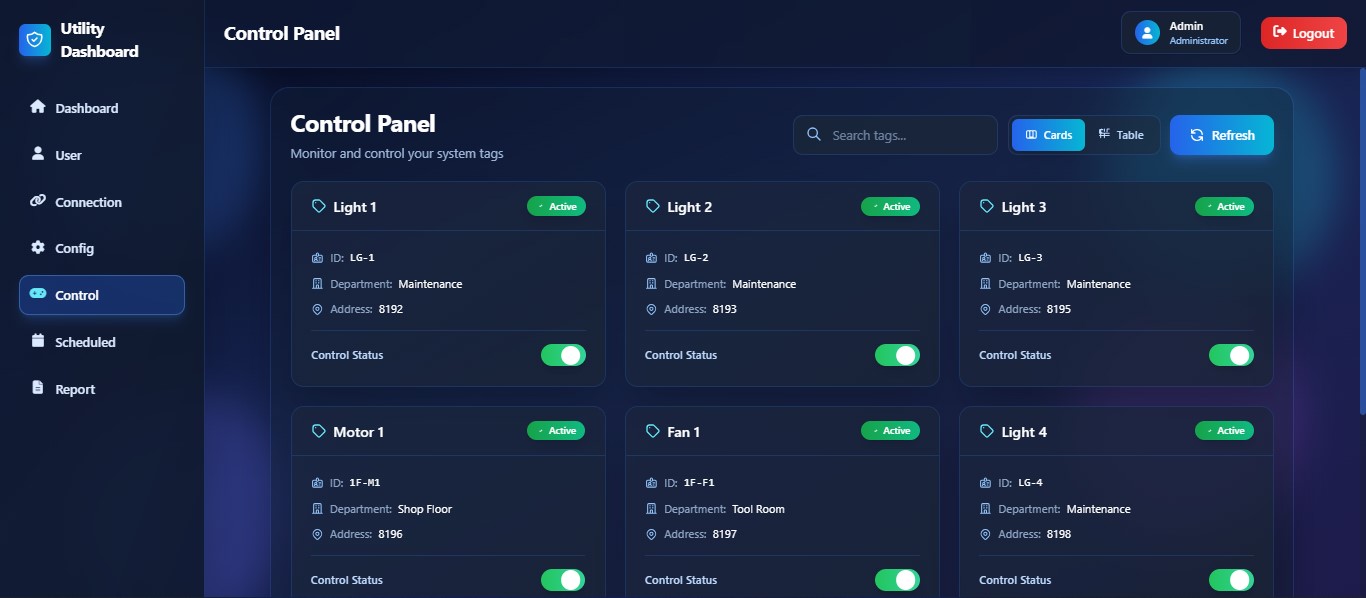 Utility
Dashboard
Control Panel
Admin
Administrator
Logout
Dashboard
User
Connection
Config
Control
Scheduled
Report
Control Panel
Monitor and control your system tags
Search tags...
Cards
Table
Refresh
Light 1
Active
ID: LG-1
Department: Maintenance
Address: 8192
Control Status
Light 2
Active
ID: LG-2
Department: Maintenance
Address: 8193
Control Status
Light 3
Active
ID: LG-3
Department: Maintenance
Address: 8195
Control Status
Motor 1
Active
ID: 1F-M1
Department: Shop Floor
Address: 8196
Control Status
Fan 1
Active
ID: 1F-F1
Department: Tool Room
Address: 8197
Control Status
Light 4
Active
ID: LG-4
Department: Maintenance
Address: 8198
Control Status